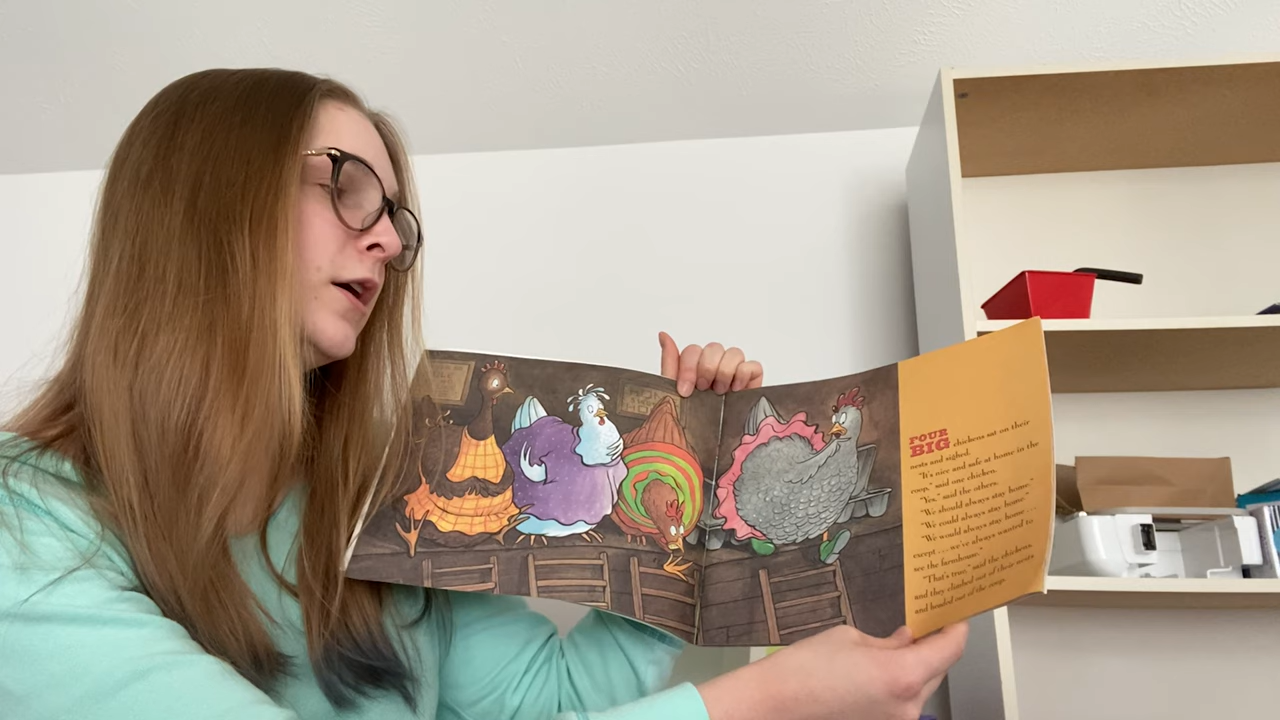 FOUR
BIG chickens sat on their
nests and sighed.
"It's nice and safe at home in the
coop," said one chicken.
"Yes," said the others.
"We should always stay home."
"We could always stay home."
"We would always stay home . . .
except . . . we've always wanted to
see the farmhouse."
"That's true," said the chickens
and they climbed out of their nests
and headed out of the coop.